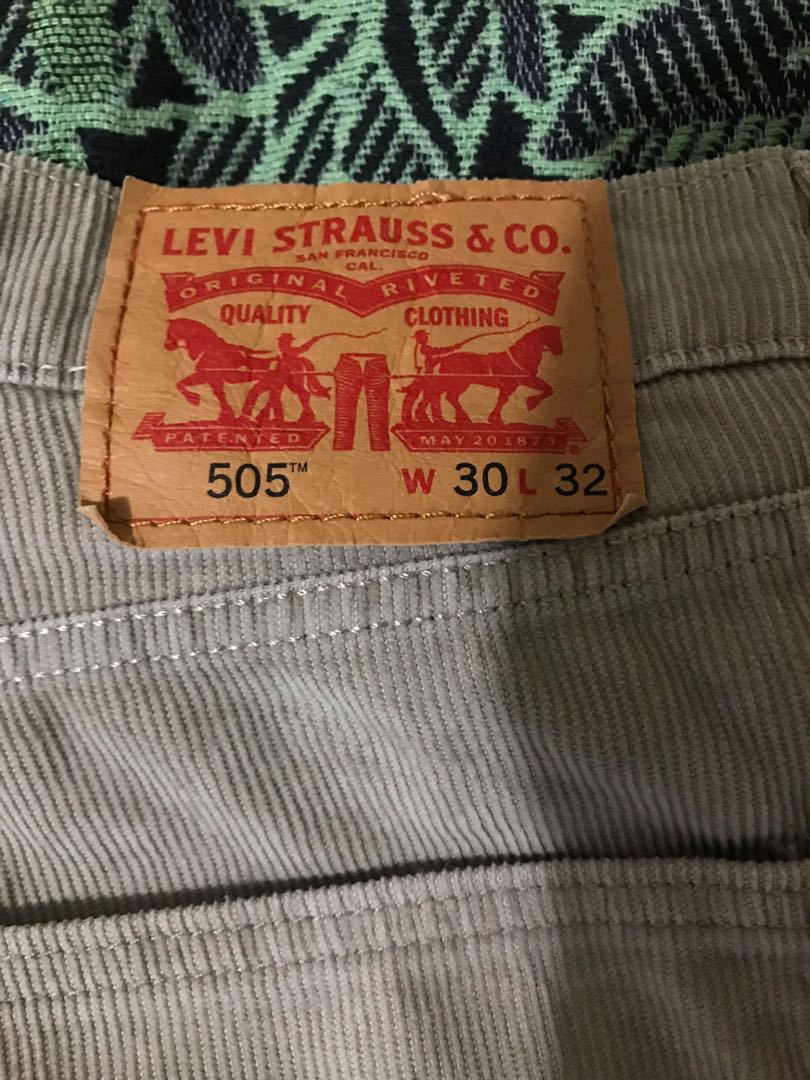 LEVI STRAUSS & CO.
SAN FRANCISCO
CAL.
ORIGINAL RIVETED
QUALITY CLOTHING
PATENTED MAY 20 1873 ®
505™ W 30 L 32